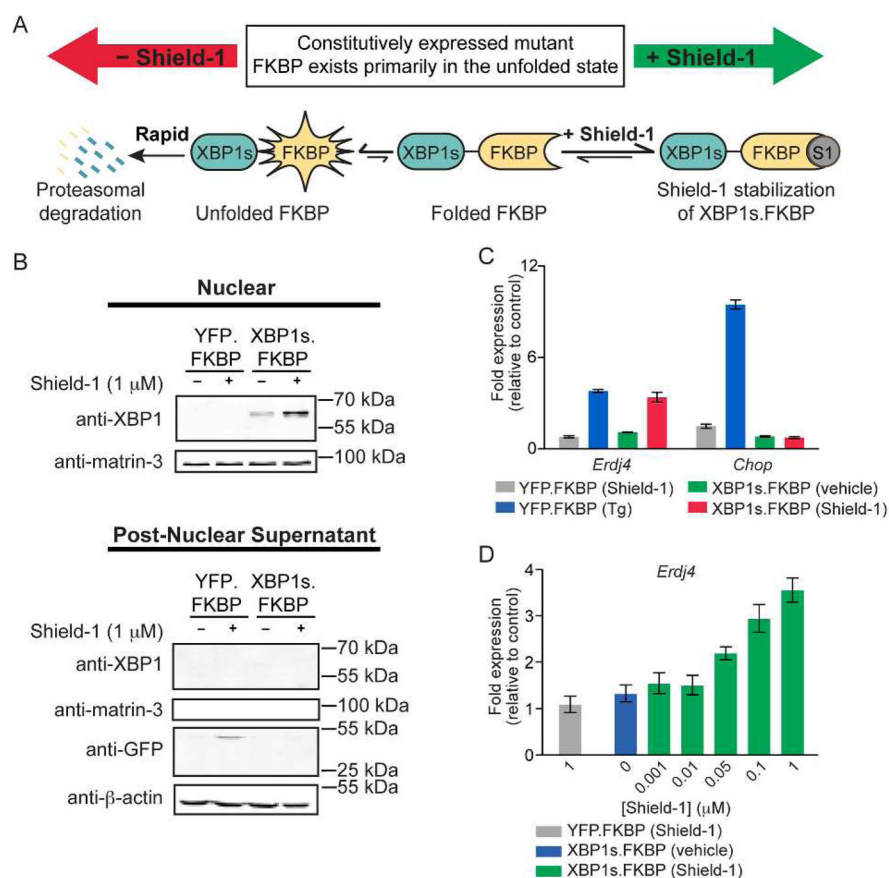 A
− Shield-1
Constitutively expressed mutant
FKBP exists primarily in the unfolded state
+ Shield-1
Rapid
XBP1s
FKBP
XBP1s
FKBP
+ Shield-1
XBP1s
FKBP
S1
Proteasomal
degradation
Unfolded FKBP
Folded FKBP
Shield-1 stabilization
of XBP1s.FKBP
B
Nuclear
YFP. XBP1s.
FKBP FKBP
Shield-1 (1 μM) − + − +
anti-XBP1
70 kDa
55 kDa
anti-matrin-3
100 kDa
Post-Nuclear Supernatant
YFP. XBP1s.
FKBP FKBP
Shield-1 (1 μM) − + − +
anti-XBP1
70 kDa
55 kDa
anti-matrin-3
100 kDa
anti-GFP
55 kDa
25 kDa
anti-β-actin
55 kDa
C
Fold expression
(relative to control)
12
9
6
3
0
Erdj4 Chop
YFP.FKBP (Shield-1) XBP1s.FKBP (vehicle)
YFP.FKBP (Tg) XBP1s.FKBP (Shield-1)
D
Erdj4
Fold expression
(relative to control)
4
3
2
1
0
1 0 0.001 0.01 0.05 0.1 1
[Shield-1] (μM)
YFP.FKBP (Shield-1)
XBP1s.FKBP (vehicle)
XBP1s.FKBP (Shield-1)